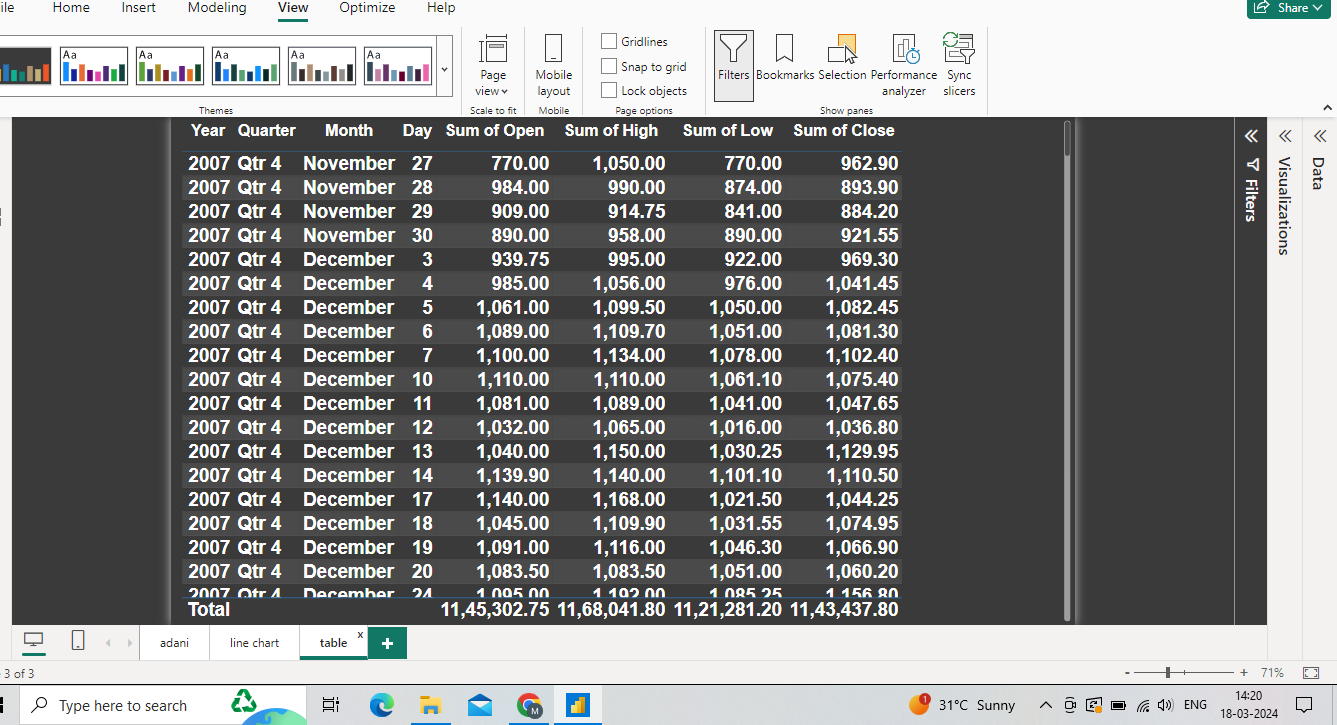 ile Home Insert Modeling View Optimize Help Share
Aa Aa Aa Aa Aa
Page view
Mobile layout
Gridlines
Snap to grid
Lock objects
Filters Bookmarks Selection Performance analyzer Sync slicers
Themes Scale to fit Mobile Page options Show panes
Year Quarter Month Day Sum of Open Sum of High Sum of Low Sum of Close
2007 Qtr 4 November 27 770.00 1,050.00 770.00 962.90
2007 Qtr 4 November 28 984.00 990.00 874.00 893.90
2007 Qtr 4 November 29 909.00 914.75 841.00 884.20
2007 Qtr 4 November 30 890.00 958.00 890.00 921.55
2007 Qtr 4 December 3 939.75 995.00 922.00 969.30
2007 Qtr 4 December 4 985.00 1,056.00 976.00 1,041.45
2007 Qtr 4 December 5 1,061.00 1,099.50 1,050.00 1,082.45
2007 Qtr 4 December 6 1,089.00 1,109.70 1,051.00 1,081.30
2007 Qtr 4 December 7 1,100.00 1,134.00 1,078.00 1,102.40
2007 Qtr 4 December 10 1,110.00 1,110.00 1,061.10 1,075.40
2007 Qtr 4 December 11 1,081.00 1,089.00 1,041.00 1,047.65
2007 Qtr 4 December 12 1,032.00 1,065.00 1,016.00 1,036.80
2007 Qtr 4 December 13 1,040.00 1,150.00 1,030.25 1,129.95
2007 Qtr 4 December 14 1,139.90 1,140.00 1,101.10 1,110.50
2007 Qtr 4 December 17 1,140.00 1,168.00 1,021.50 1,044.25
2007 Qtr 4 December 18 1,045.00 1,109.90 1,031.55 1,074.95
2007 Qtr 4 December 19 1,091.00 1,116.00 1,046.30 1,066.90
2007 Qtr 4 December 20 1,083.50 1,083.50 1,051.00 1,060.20
2007 Qtr 4 December 24 1,095.00 1,192.00 1,085.25 1,156.80
Total 11,45,302.75 11,68,041.80 11,21,281.20 11,43,437.80
Filters
Visualizations
Data
adani line chart table x +
3 of 3 - + 71%
Type here to search M 1 31°C Sunny ENG 14:20
18-03-2024